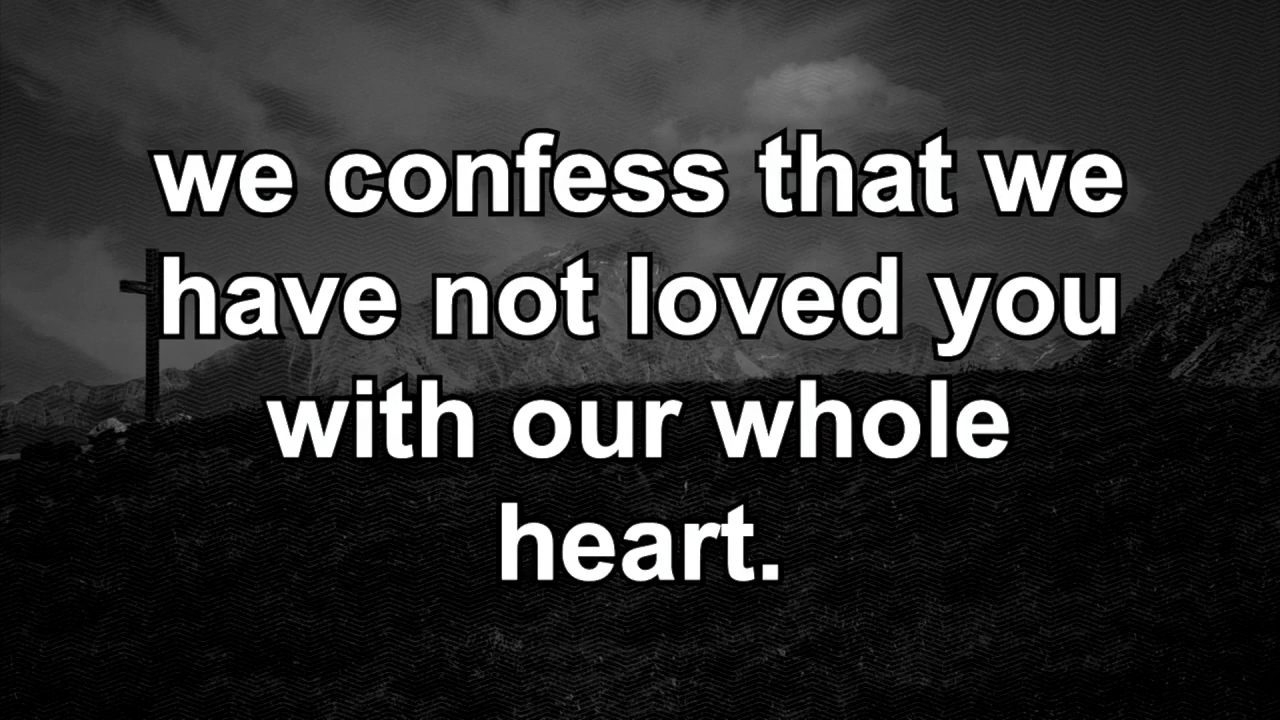 we confess that we
have not loved you
with our whole
heart.